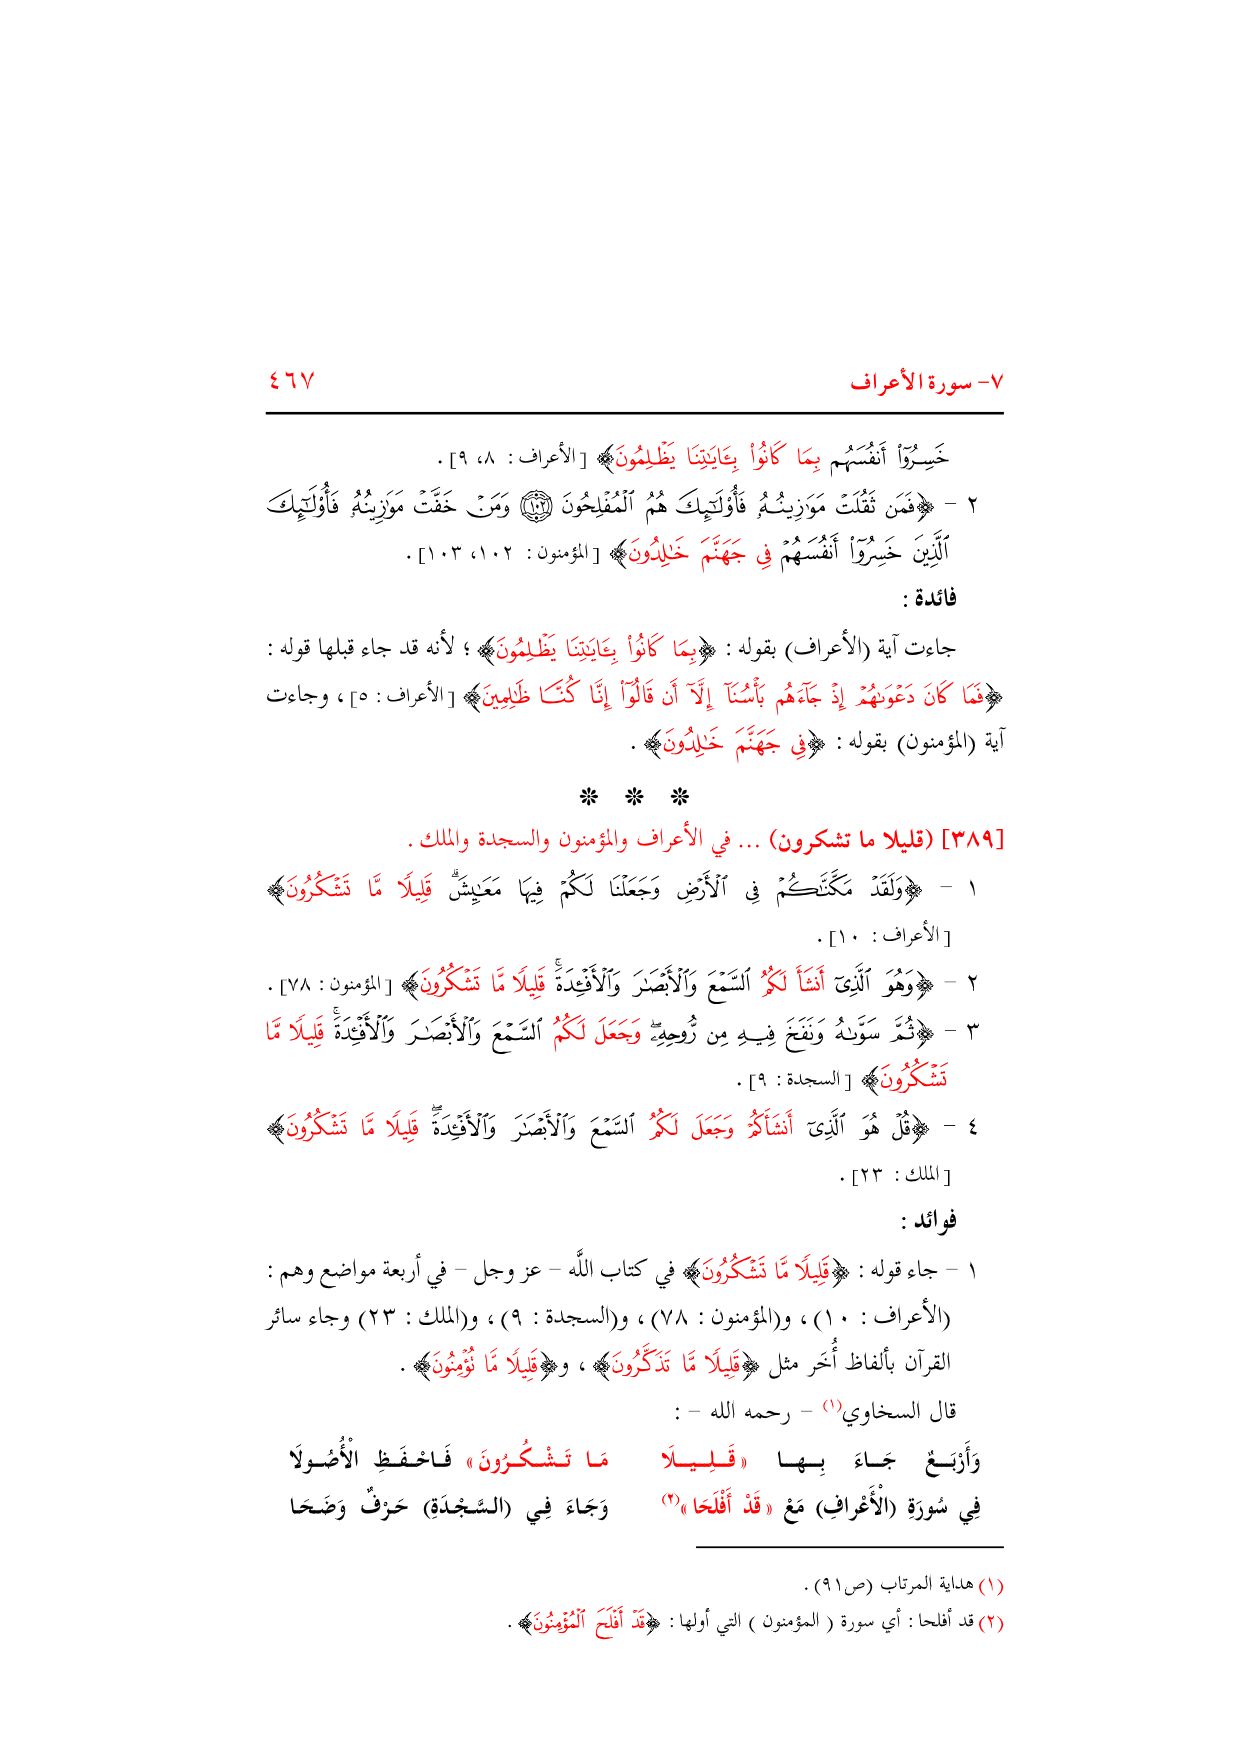 ٧- سورة الأعراف ٤٦٧
خَسِرُوٓاْ أَنفُسَهُم بِمَا كَانُواْ بِـَٔايَٰتِنَا يَظۡلِمُونَ﴾ [الأعراف : ٨، ٩] .
٢ - ﴿فَمَن ثَقُلَتۡ مَوَٰزِينُهُۥ فَأُوْلَٰٓئِكَ هُمُ ٱلۡمُفۡلِحُونَ ١٠٢ وَمَنۡ خَفَّتۡ مَوَٰزِينُهُۥ فَأُوْلَٰٓئِكَ
ٱلَّذِينَ خَسِرُوٓاْ أَنفُسَهُمۡ فِي جَهَنَّمَ خَٰلِدُونَ﴾ [المؤمنون : ١٠٢، ١٠٣] .
فائدة :
جاءت آية (الأعراف) بقوله : ﴿بِمَا كَانُواْ بِـَٔايَٰتِنَا يَظۡلِمُونَ﴾ ؛ لأنه قد جاء قبلها قوله :
﴿فَمَا كَانَ دَعۡوَىٰهُمۡ إِذۡ جَآءَهُم بَأۡسُنَآ إِلَّآ أَن قَالُوٓاْ إِنَّا كُنَّا ظَٰلِمِينَ﴾ [الأعراف : ٥] ، وجاءت
آية (المؤمنون) بقوله : ﴿فِي جَهَنَّمَ خَٰلِدُونَ﴾ .
❊ ❊ ❊
[٣٨٩] (قليلا ما تشكرون) ... في الأعراف والمؤمنون والسجدة والملك .
١ - ﴿وَلَقَدۡ مَكَّنَّٰكُمۡ فِي ٱلۡأَرۡضِ وَجَعَلۡنَا لَكُمۡ فِيهَا مَعَٰيِشَۗ قَلِيلٗا مَّا تَشۡكُرُونَ﴾
[الأعراف : ١٠] .
٢ - ﴿وَهُوَ ٱلَّذِيٓ أَنشَأَ لَكُمُ ٱلسَّمۡعَ وَٱلۡأَبۡصَٰرَ وَٱلۡأَفۡـِٔدَةَۚ قَلِيلٗا مَّا تَشۡكُرُونَ﴾ [المؤمنون : ٧٨] .
٣ - ﴿ثُمَّ سَوَّىٰهُ وَنَفَخَ فِيهِ مِن رُّوحِهِۦۖ وَجَعَلَ لَكُمُ ٱلسَّمۡعَ وَٱلۡأَبۡصَٰرَ وَٱلۡأَفۡـِٔدَةَۚ قَلِيلٗا مَّا
تَشۡكُرُونَ﴾ [السجدة : ٩] .
٤ - ﴿قُلۡ هُوَ ٱلَّذِيٓ أَنشَأَكُمۡ وَجَعَلَ لَكُمُ ٱلسَّمۡعَ وَٱلۡأَبۡصَٰرَ وَٱلۡأَفۡـِٔدَةَۖ قَلِيلٗا مَّا تَشۡكُرُونَ﴾
[الملك : ٢٣] .
فوائد :
١ - جاء قوله : ﴿قَلِيلٗا مَّا تَشۡكُرُونَ﴾ في كتاب اللَّه – عز وجل – في أربعة مواضع وهم :
(الأعراف : ١٠) ، و(المؤمنون : ٧٨) ، و(السجدة : ٩) ، و(الملك : ٢٣) وجاء سائر
القرآن بألفاظ أُخَر مثل ﴿قَلِيلٗا مَّا تَذَكَّرُونَ﴾ ، و﴿قَلِيلٗا مَّا تُؤۡمِنُونَ﴾ .
قال السخاوي(١) – رحمه الله – :
وَأَرْبَعٌ جَاءَ بِهَا «قَلِيلَا مَا تَشْكُرُونَ» فَاحْفَظِ الْأُصُولَا
فِي سُورَةِ (الْأَعْرافِ) مَعْ «قَدْ أَفْلَحَا»(٢) وَجَاءَ فِي (السَّجْدَةِ) حَرْفٌ وَضَحَا
(١) هداية المرتاب (ص٩١) .
(٢) قد أفلحا : أي سورة ( المؤمنون ) التي أولها : ﴿قَدۡ أَفۡلَحَ ٱلۡمُؤۡمِنُونَ﴾ .